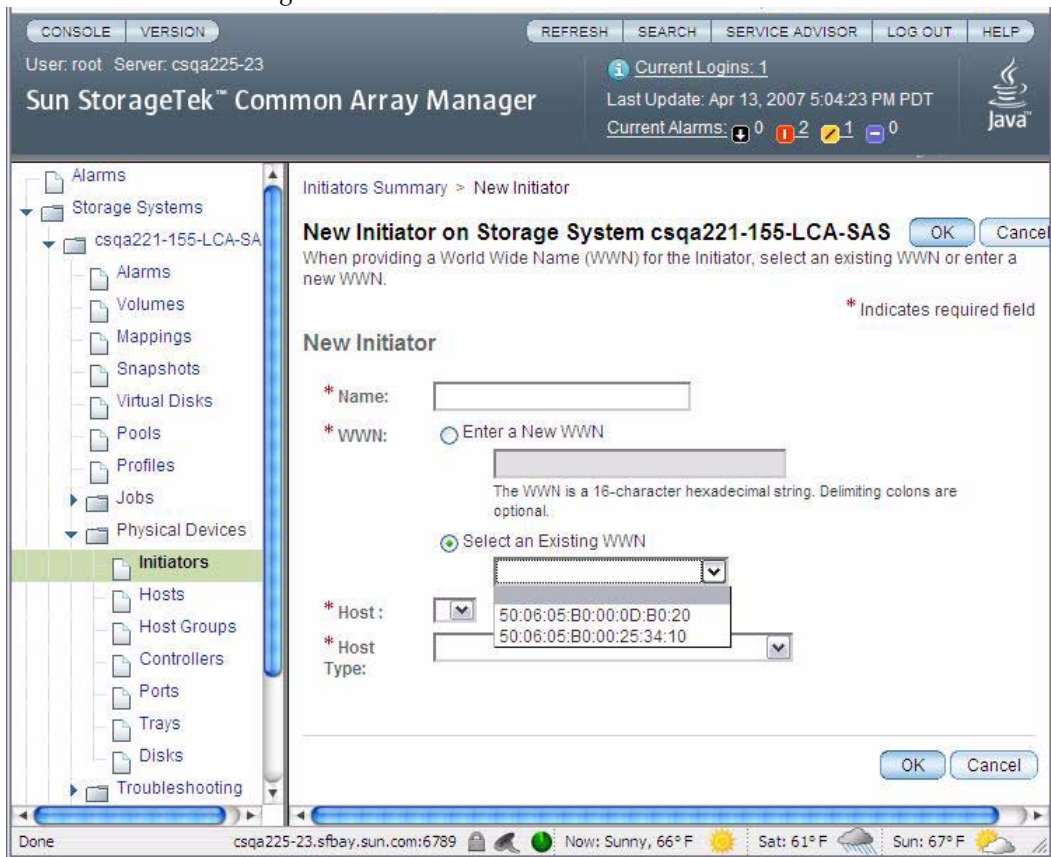 CONSOLE VERSION REFRESH SEARCH SERVICE ADVISOR LOG OUT HELP
User: root Server: csqa225-23
Current Logins: 1
Sun StorageTek™ Common Array Manager
Last Update: Apr 13, 2007 5:04:23 PM PDT
Current Alarms: 0 2 1 0
Java™
Alarms
Storage Systems
csqa221-155-LCA-SA
Alarms
Volumes
Mappings
Snapshots
Virtual Disks
Pools
Profiles
Jobs
Physical Devices
Initiators
Hosts
Host Groups
Controllers
Ports
Trays
Disks
Troubleshooting
Initiators Summary > New Initiator
New Initiator on Storage System csqa221-155-LCA-SAS OK Cancel
When providing a World Wide Name (WWN) for the Initiator, select an existing WWN or enter a
new WWN.
* Indicates required field
New Initiator
* Name:
* WWN: Enter a New WWN
The WWN is a 16-character hexadecimal string. Delimiting colons are
optional.
Select an Existing WWN
50:06:05:B0:00:0D:B0:20
50:06:05:B0:00:25:34:10
* Host :
* Host
Type:
OK Cancel
Done csqa225-23.sfbay.sun.com:6789 Now: Sunny, 66° F Sat: 61° F Sun: 67° F